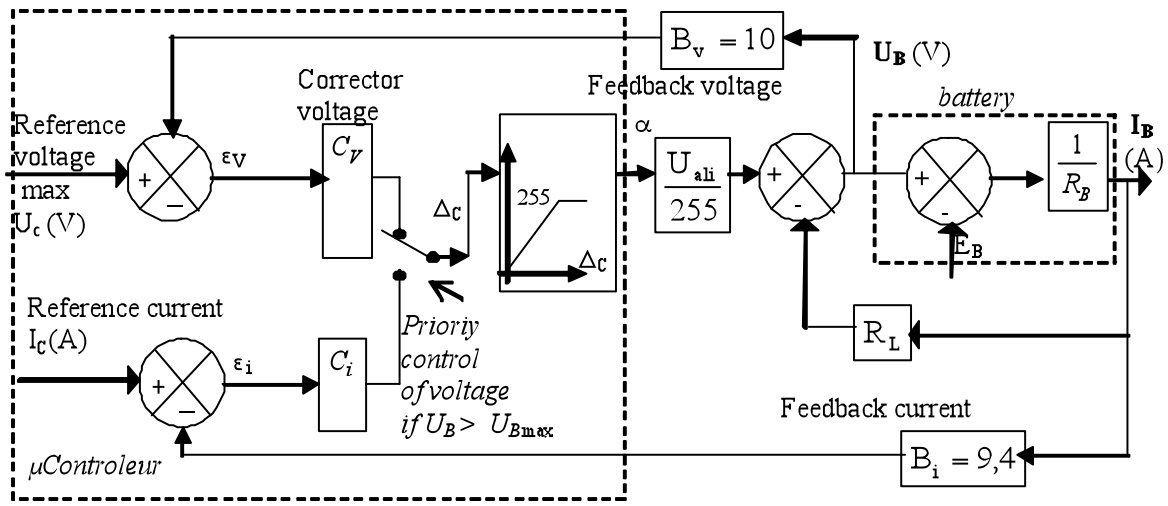 B_v = 10
U_B (V)
Feedback voltage
Corrector
voltage
battery
Reference
voltage
max
U_c (V)
+
−
εV
C_V
Δ_C
255
Δ_C
α
U_ali
255
+
-
+
-
E_B
1
R_B
I_B
(A)
Reference current
I_C (A)
+
−
ε_i
C_i
Prioriy
control
of voltage
if U_B > U_Bmax
R_L
Feedback current
B_i = 9,4
µControleur